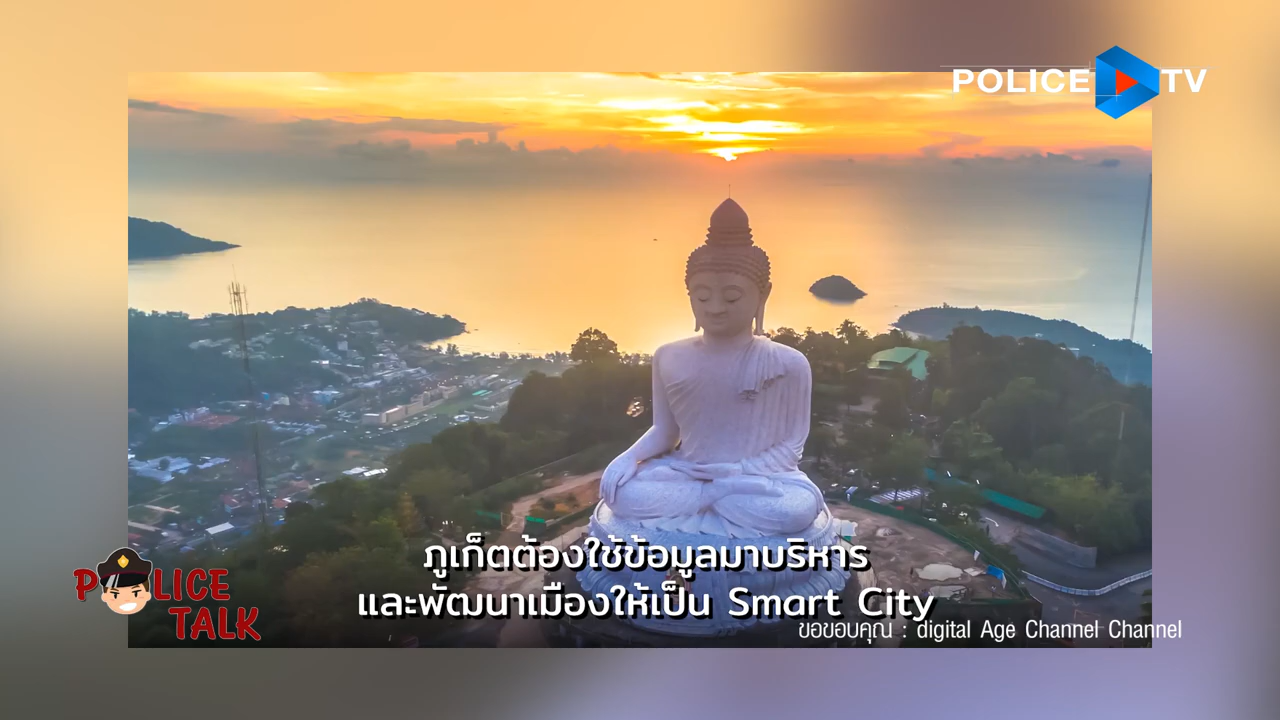 POLICE TV
ภูเก็ตต้องใช้ข้อมูลมาบริหาร
และพัฒนาเมืองให้เป็น Smart City
POLICE
TALK
ขอขอบคุณ : digital Age Channel Channel